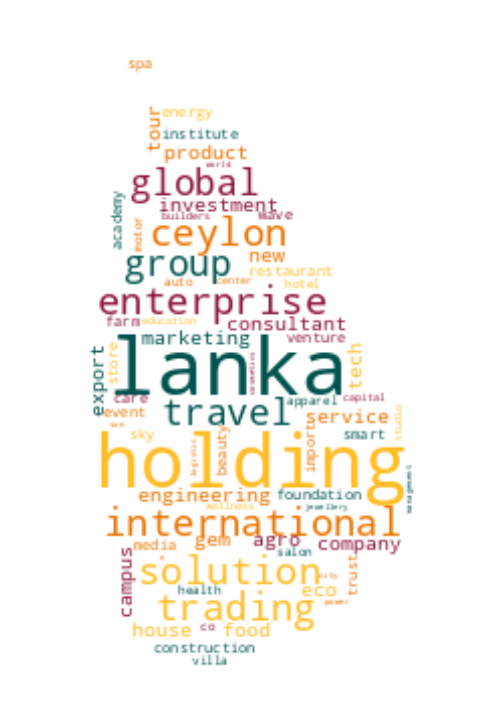 spa
energy
tour
institute
product
world
global
investment
builders
wave
academy
motor
ceylon
new
group
restaurant
auto
center
hotel
enterprise
farm
education
consultant
marketing
venture
export
store
lanka
cosmetics
tech
care
apparel
capital
event
travel
service
studio
sky
beauty
import
smart
holding
logistics
management
engineering
foundation
wellness
jewellery
international
gem
agro
company
media
salon
campus
solution
city
trust
health
eco
trading
power
house
co
food
construction
villa